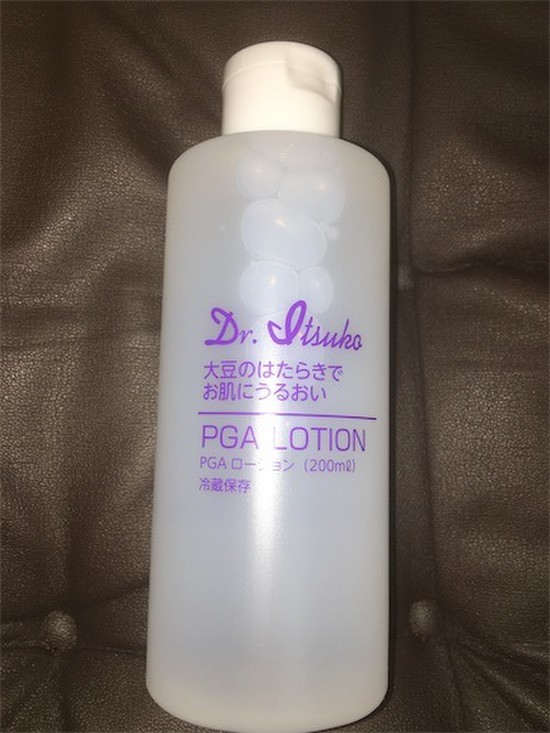 Dr. Itsuko
大豆のはたらきで
お肌にうるおい
PGA LOTION
PGA ローション (200mℓ)
冷蔵保存